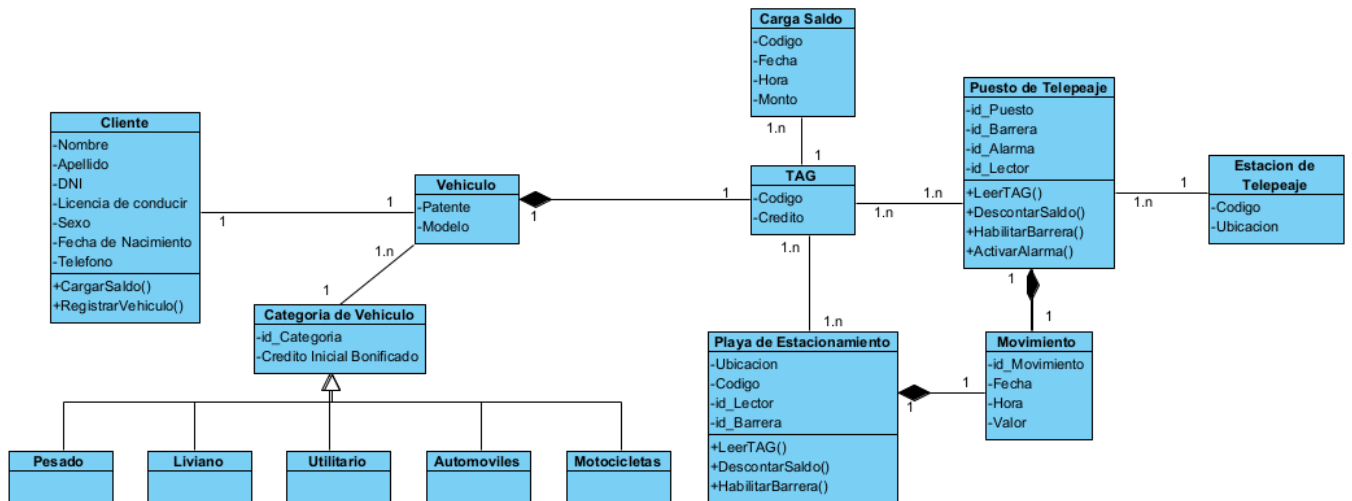 Carga Saldo
-Codigo
-Fecha
-Hora
-Monto
1.n
1
Cliente
-Nombre
-Apellido
-DNI
-Licencia de conducir
-Sexo
-Fecha de Nacimiento
-Telefono
+CargarSaldo()
+RegistrarVehiculo()
1
1
Vehiculo
-Patente
-Modelo
1
1
1.n
1
TAG
-Codigo
-Credito
1.n
1.n
1.n
1.n
Puesto de Telepeaje
-id_Puesto
-id_Barrera
-id_Alarma
-id_Lector
+LeerTAG()
+DescontarSaldo()
+HabilitarBarrera()
+ActivarAlarma()
1
1.n
Estacion de
Telepeaje
-Codigo
-Ubicacion
1
1
Categoria de Vehiculo
-id_Categoria
-Credito Inicial Bonificado
Playa de Estacionamiento
-Ubicacion
-Codigo
-id_Lector
-id_Barrera
+LeerTAG()
+DescontarSaldo()
+HabilitarBarrera()
1
1
Movimiento
-id_Movimiento
-Fecha
-Hora
-Valor
Pesado
Liviano
Utilitario
Automoviles
Motocicletas